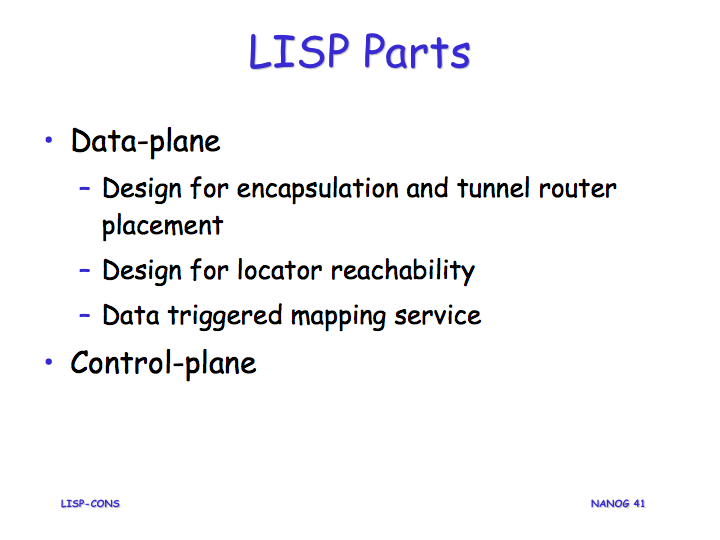 LISP Parts
• Data-plane
– Design for encapsulation and tunnel router
placement
– Design for locator reachability
– Data triggered mapping service
• Control-plane
LISP-CONS
NANOG 41